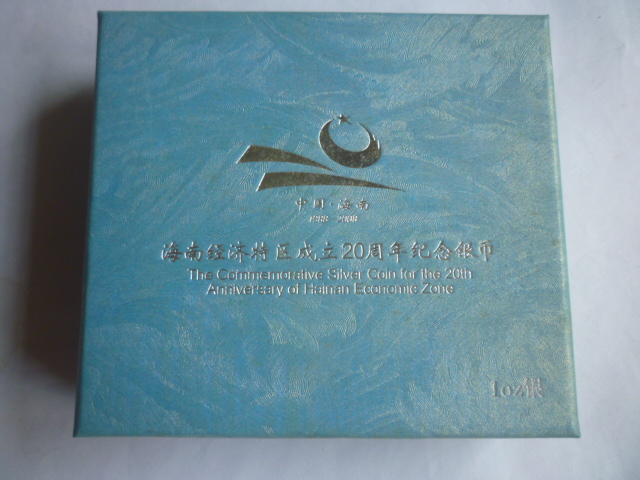 中国·海南
1988-2008
海南经济特区成立20周年纪念银币
The Commemorative Silver Coin for the 20th
Anniversary of Hainan Economic Zone
1oz银